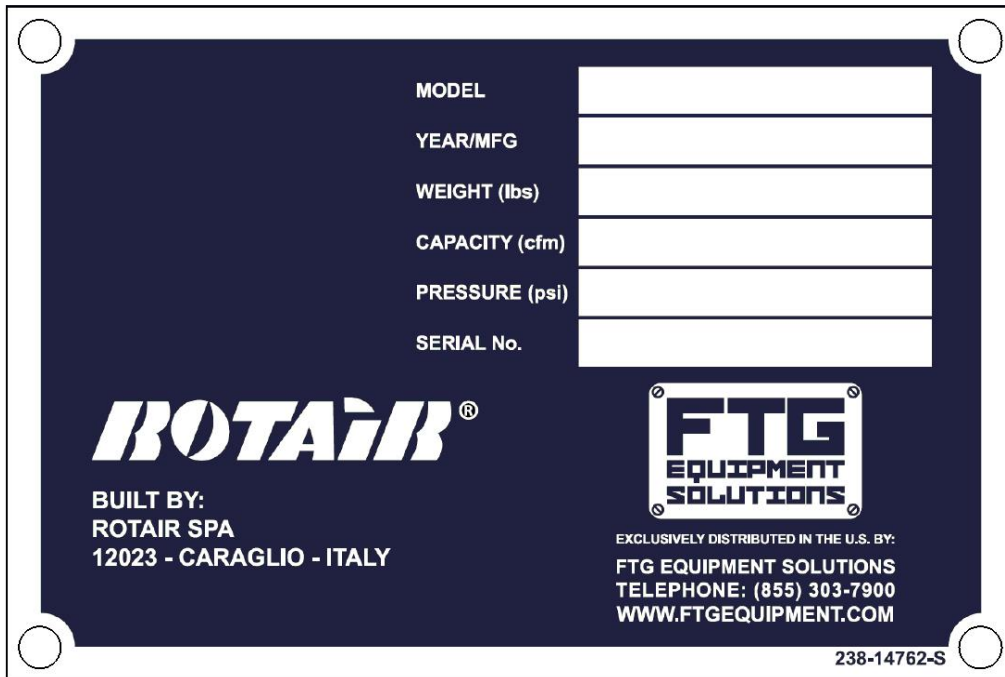 MODEL
YEAR/MFG
WEIGHT (lbs)
CAPACITY (cfm)
PRESSURE (psi)
SERIAL No.
ROTAiR®
BUILT BY:
ROTAIR SPA
12023 - CARAGLIO - ITALY
FTG
EQUIPMENT
SOLUTIONS
EXCLUSIVELY DISTRIBUTED IN THE U.S. BY:
FTG EQUIPMENT SOLUTIONS
TELEPHONE: (855) 303-7900
WWW.FTGEQUIPMENT.COM
238-14762-S